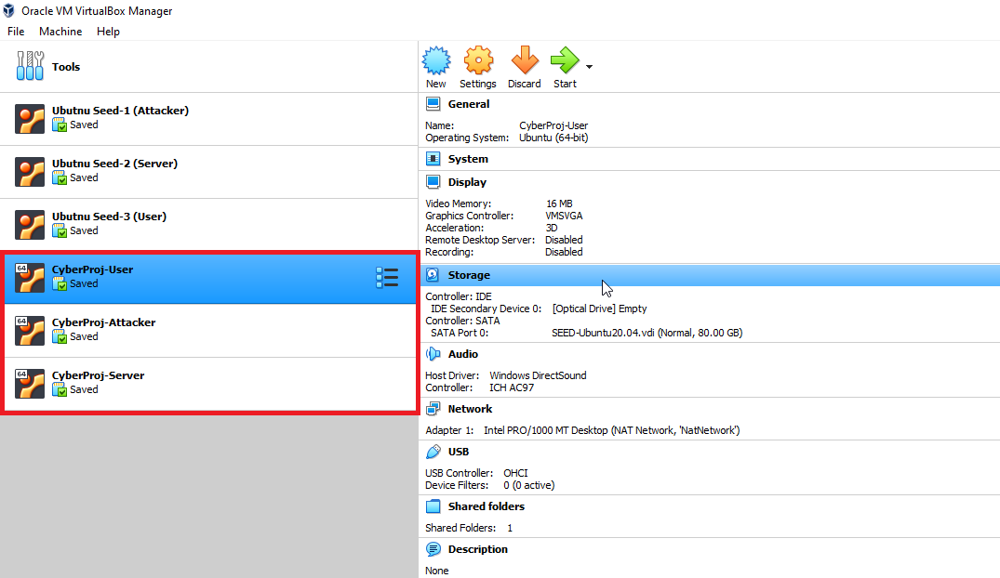 Oracle VM VirtualBox Manager
File Machine Help
Tools
Ubutnu Seed-1 (Attacker)
Saved
Ubutnu Seed-2 (Server)
Saved
Ubutnu Seed-3 (User)
Saved
64
CyberProj-User
Saved
64
CyberProj-Attacker
Saved
64
CyberProj-Server
Saved
New Settings Discard Start
General
Name: CyberProj-User
Operating System: Ubuntu (64-bit)
System
Display
Video Memory: 16 MB
Graphics Controller: VMSVGA
Acceleration: 3D
Remote Desktop Server: Disabled
Recording: Disabled
Storage
Controller: IDE
IDE Secondary Device 0: [Optical Drive] Empty
Controller: SATA
SATA Port 0: SEED-Ubuntu20.04.vdi (Normal, 80.00 GB)
Audio
Host Driver: Windows DirectSound
Controller: ICH AC97
Network
Adapter 1: Intel PRO/1000 MT Desktop (NAT Network, 'NatNetwork')
USB
USB Controller: OHCI
Device Filters: 0 (0 active)
Shared folders
Shared Folders: 1
Description
None